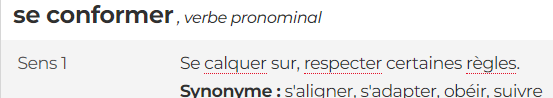 se conformer , verbe pronominal
Sens 1 Se calquer sur, respecter certaines règles.
Synonyme : s'aligner, s'adapter, obéir, suivre